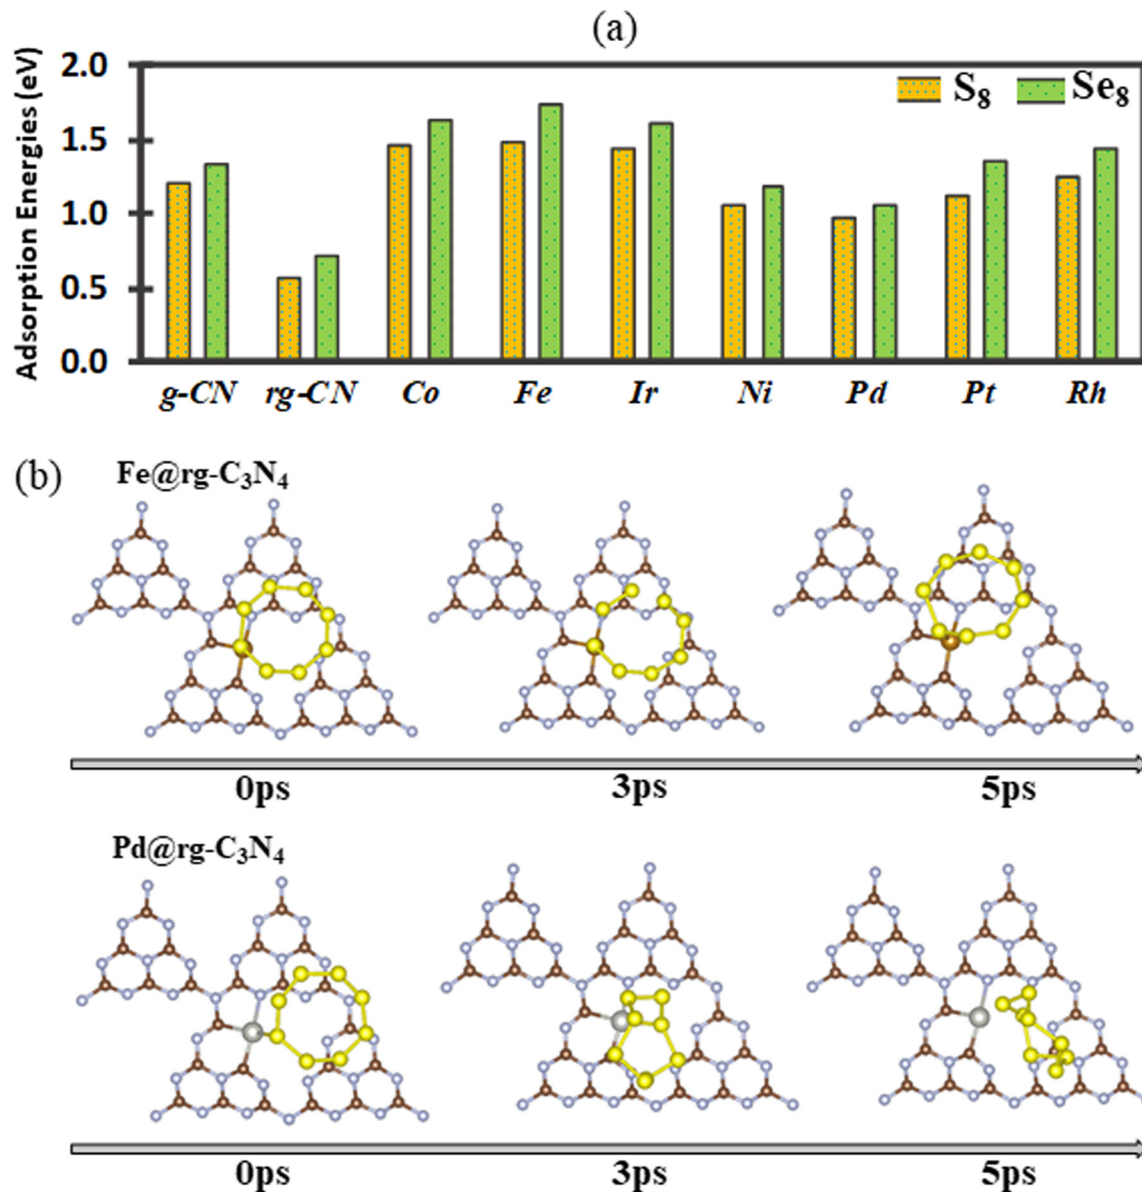 (a)
Adsorption Energies (eV)
2.0
1.5
1.0
0.5
0.0
S₈ Se₈
g-CN rg-CN Co Fe Ir Ni Pd Pt Rh
(b)
Fe@rg-C₃N₄
0ps 3ps 5ps
Pd@rg-C₃N₄
0ps 3ps 5ps